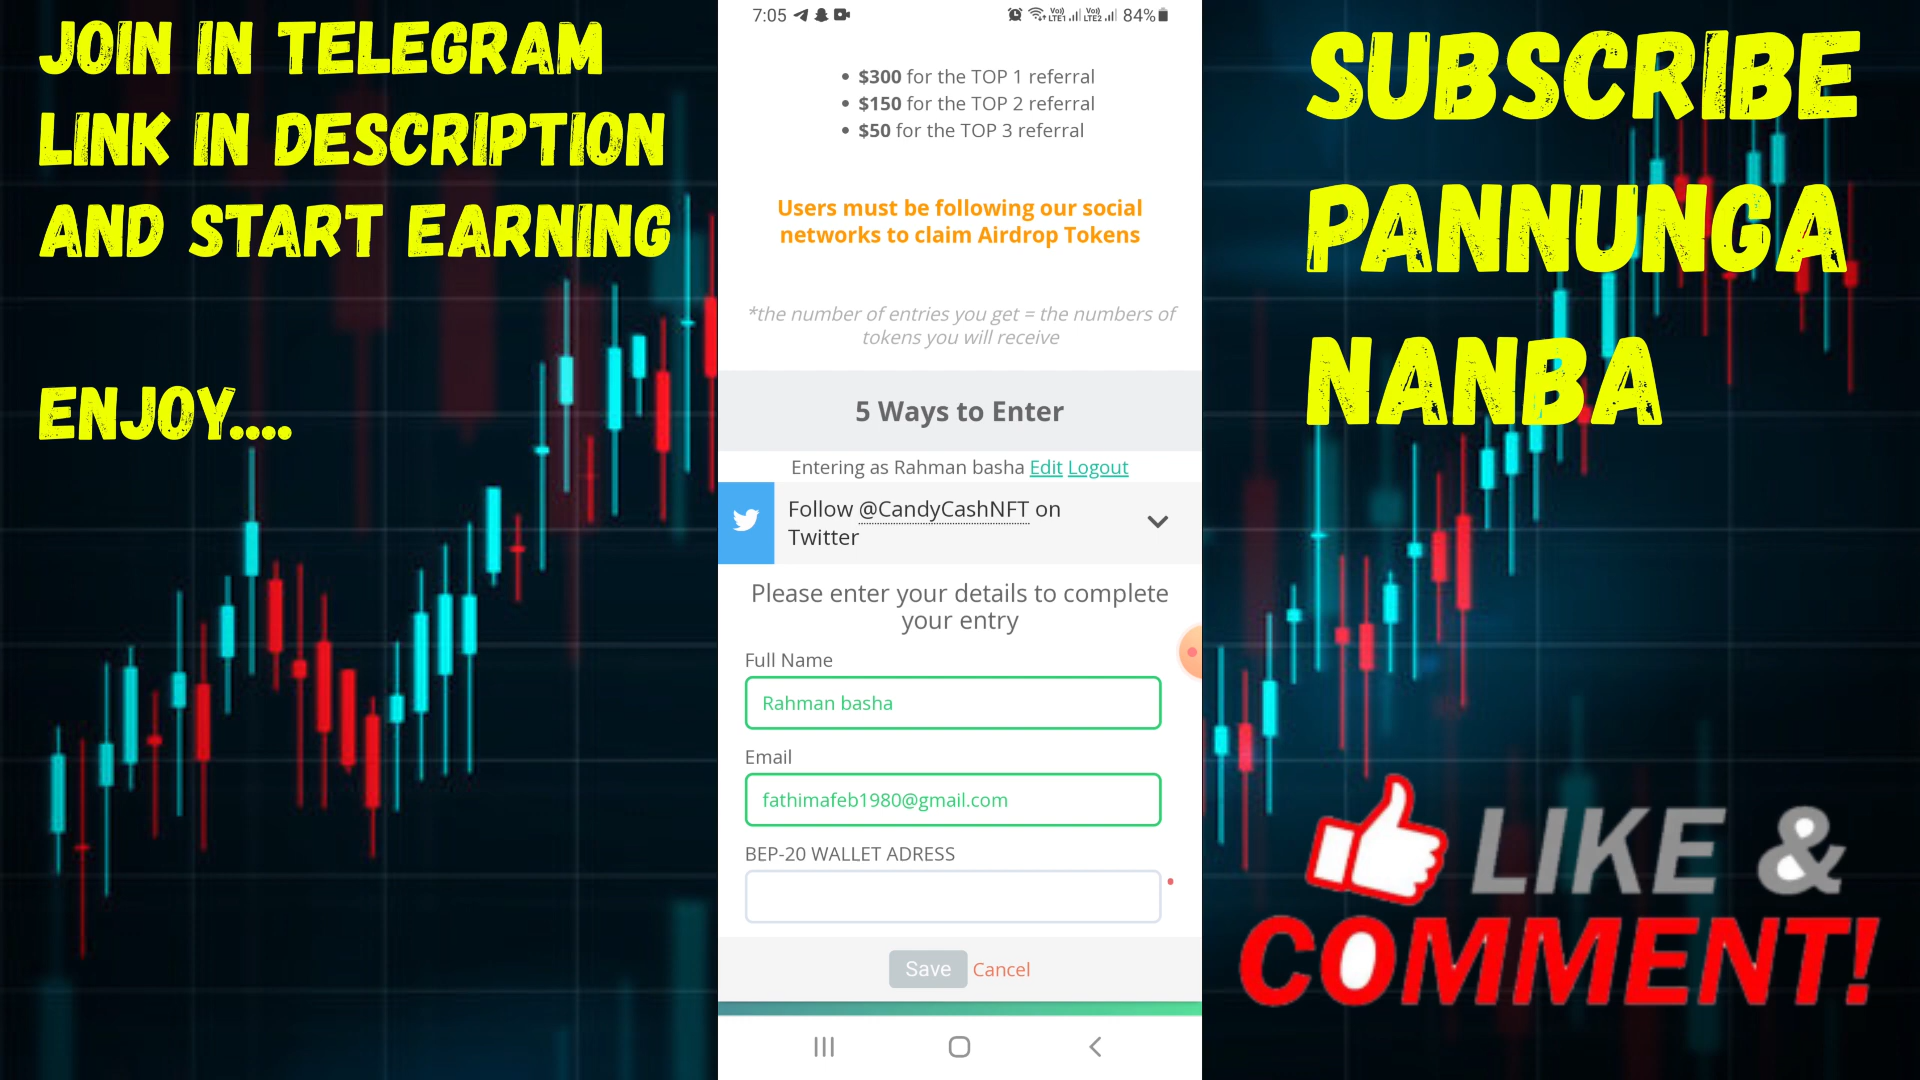 JOIN IN TELEGRAM
LINK IN DESCRIPTION
AND START EARNING
ENJOY....
7:05
Vo)) LTE1
Vo)) LTE2
84%
• $300 for the TOP 1 referral
• $150 for the TOP 2 referral
• $50 for the TOP 3 referral
Users must be following our social
networks to claim Airdrop Tokens
*the number of entries you get = the numbers of
tokens you will receive
5 Ways to Enter
Entering as Rahman basha Edit Logout
Follow @CandyCashNFT on
Twitter
Please enter your details to complete
your entry
Full Name
Rahman basha
Email
fathimafeb1980@gmail.com
BEP-20 WALLET ADRESS
Save Cancel
SUBSCRIBE
PANNUNGA
NANBA
LIKE &
COMMENT!